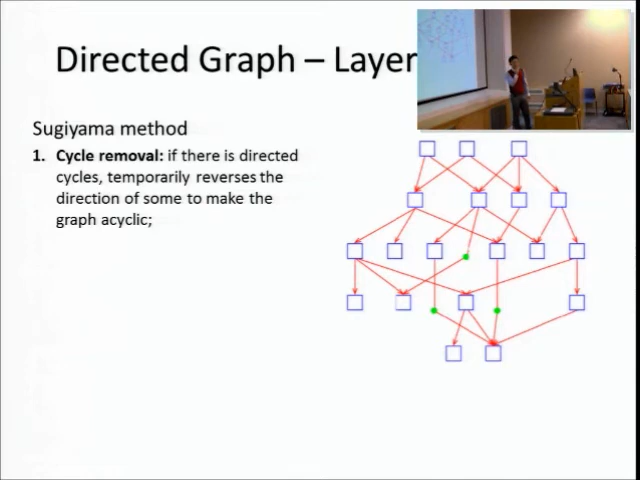 Directed Graph – Layer
Sugiyama method
1. Cycle removal: if there is directed
cycles, temporarily reverses the
direction of some to make the
graph acyclic;